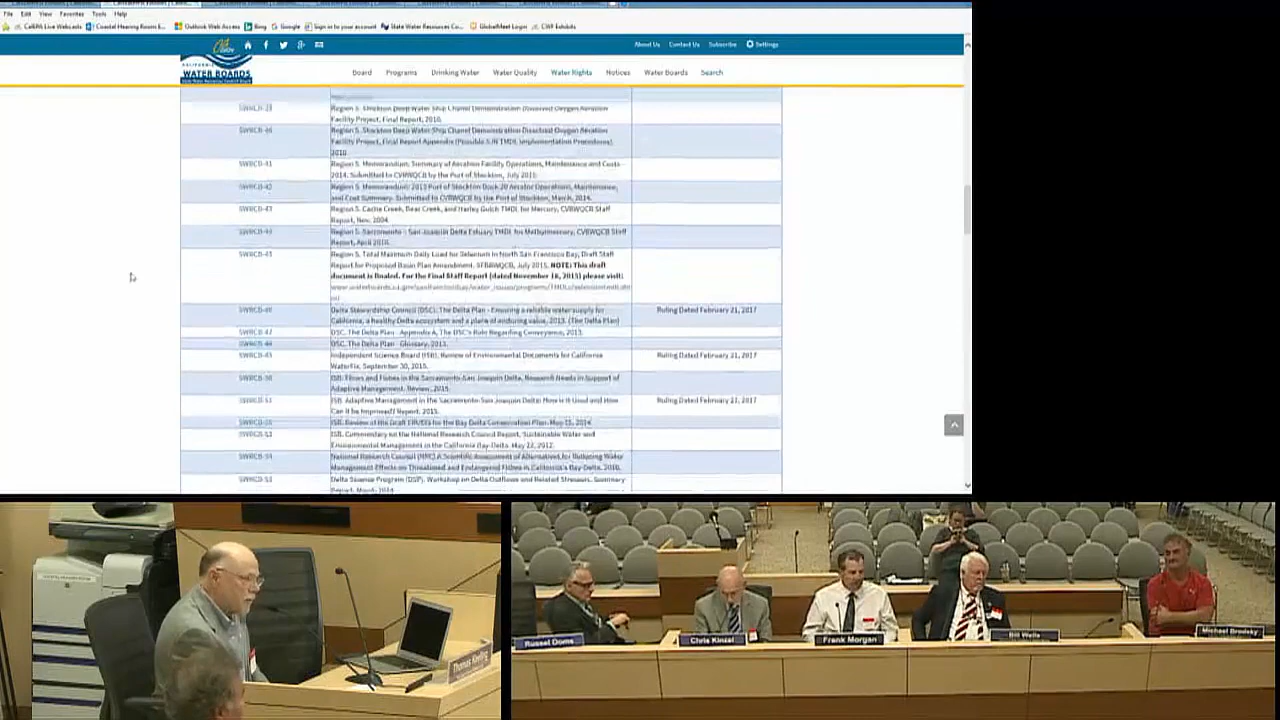 File Edit View Favorites Tools Help
CalEPA Live Webcasts Coastal Hearing Room E... Outlook Web Access Bing Google Sign in to your account State Water Resources Co... GlobalMeet Login CWF Exhibits
About Us Contact Us Subscribe Settings
CALIFORNIA
WATER BOARDS
Board Programs Drinking Water Water Quality Water Rights Notices Water Boards Search
Region 5. Stockton Deep Water Ship Chanel Demonstration Dissolved Oxygen Aeration
Facility Project, Final Report, 2010.
Region 5. Stockton Deep Water Ship Chanel Demonstration Dissolved Oxygen Aeration
Facility Project, Final Report Appendix (Possible SJR TMDL Implementation Procedures)
2010
SWRCB-41 Region 5. Memorandum, Summary of Aeration Facility Operations, Maintenance and Costs
2014. Submitted to CVRWQCB by the Port of Stockton, July 2015
SWRCB-42 Region 5. Memorandum: 2013 Port of Stockton Dock 20 Aerator Operations, Maintenance,
and Cost Summary. Submitted to CVRWQCB by the Port of Stockton, March, 2014.
SWRCB-43 Region 5. Cache Creek, Bear Creek, and Harley Gulch TMDL for Mercury, CVRWQCB Staff
Report, Nov. 2004.
SWRCB-44 Region 5. Sacramento - San Joaquin Delta Estuary TMDL for Methylmercury, CVRWQCB Staff
Report, April 2010.
Region 5. Total Maximum Daily Load for Selenium in North San Francisco Bay, Draft Staff
Report for Proposed Basin Plan Amendment. SFBRWQCB, July 2015. NOTE: This draft
document is finaled. For the Final Staff Report (dated November 18, 2015) please visit:
SWRCB-46 Delta Stewardship Council (DSC). The Delta Plan - Ensuring a reliable water supply for Ruling Dated February 21, 2017
California, a healthy Delta ecosystem and a place of enduring value, 2013. (The Delta Plan)
SWRCB-47 DSC. The Delta Plan - Appendix A, The DSC's Role Regarding Conveyance, 2013.
DSC. The Delta Plan - Glossary, 2013.
Independent Science Board (ISB). Review of Environmental Documents for California Ruling Dated February 21, 2017
WaterFix, September 30, 2015.
SWRCB-50 ISB. Flows and Fishes in the Sacramento-San Joaquin Delta. Research Needs in Support of
Adaptive Management. Review. 2015.
SWRCB-51 ISB. Adaptive Management in the Sacramento-San Joaquin Delta: How is it Used and How Ruling Dated February 21, 2017
Can it be Improved? Report. 2015.
ISB. Review of the Draft EIR/EIS for the Bay Delta Conservation Plan. May 15, 2014
ISB. Commentary on the National Research Council Report, Sustainable Water and
Environmental Management in the California Bay-Delta. May 22, 2012.
SWRCB-54 National Research Council (NRC) A Scientific Assessment of Alternatives for Reducing Water
Management Effects on Threatened and Endangered Fishes in California's Bay-Delta. 2010.
Delta Science Program (DSP). Workshop on Delta Outflows and Related Stressors. Summary
Report, March, 2014
Thomas Keeling
Russel Doms Chris Kinzel Frank Morgan Bill Wells Michael Brodsky